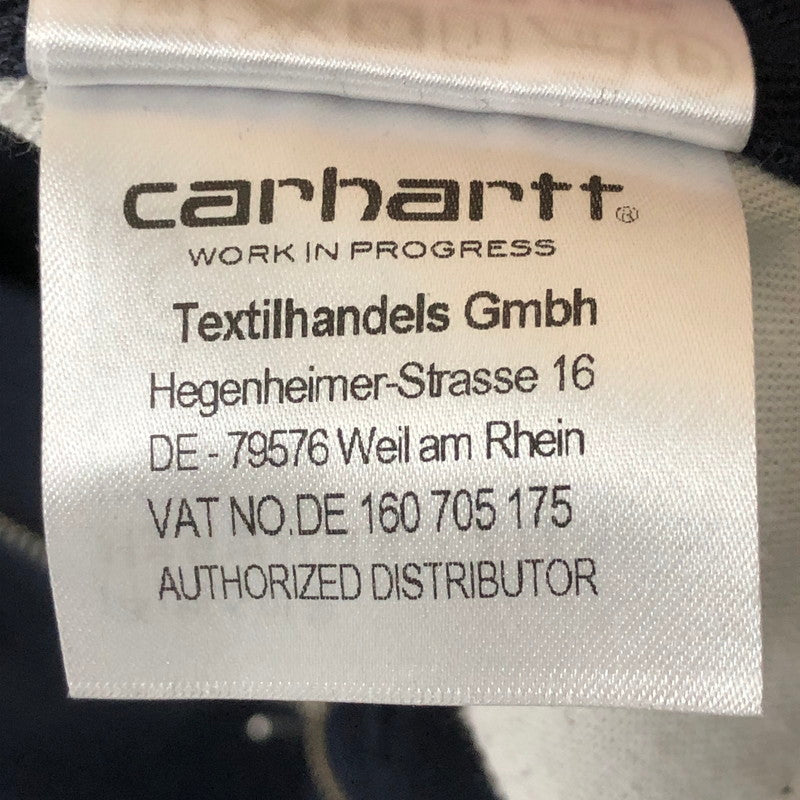 carhartt®
WORK IN PROGRESS
Textilhandels Gmbh
Hegenheimer-Strasse 16
DE - 79576 Weil am Rhein
VAT NO.DE 160 705 175
AUTHORIZED DISTRIBUTOR